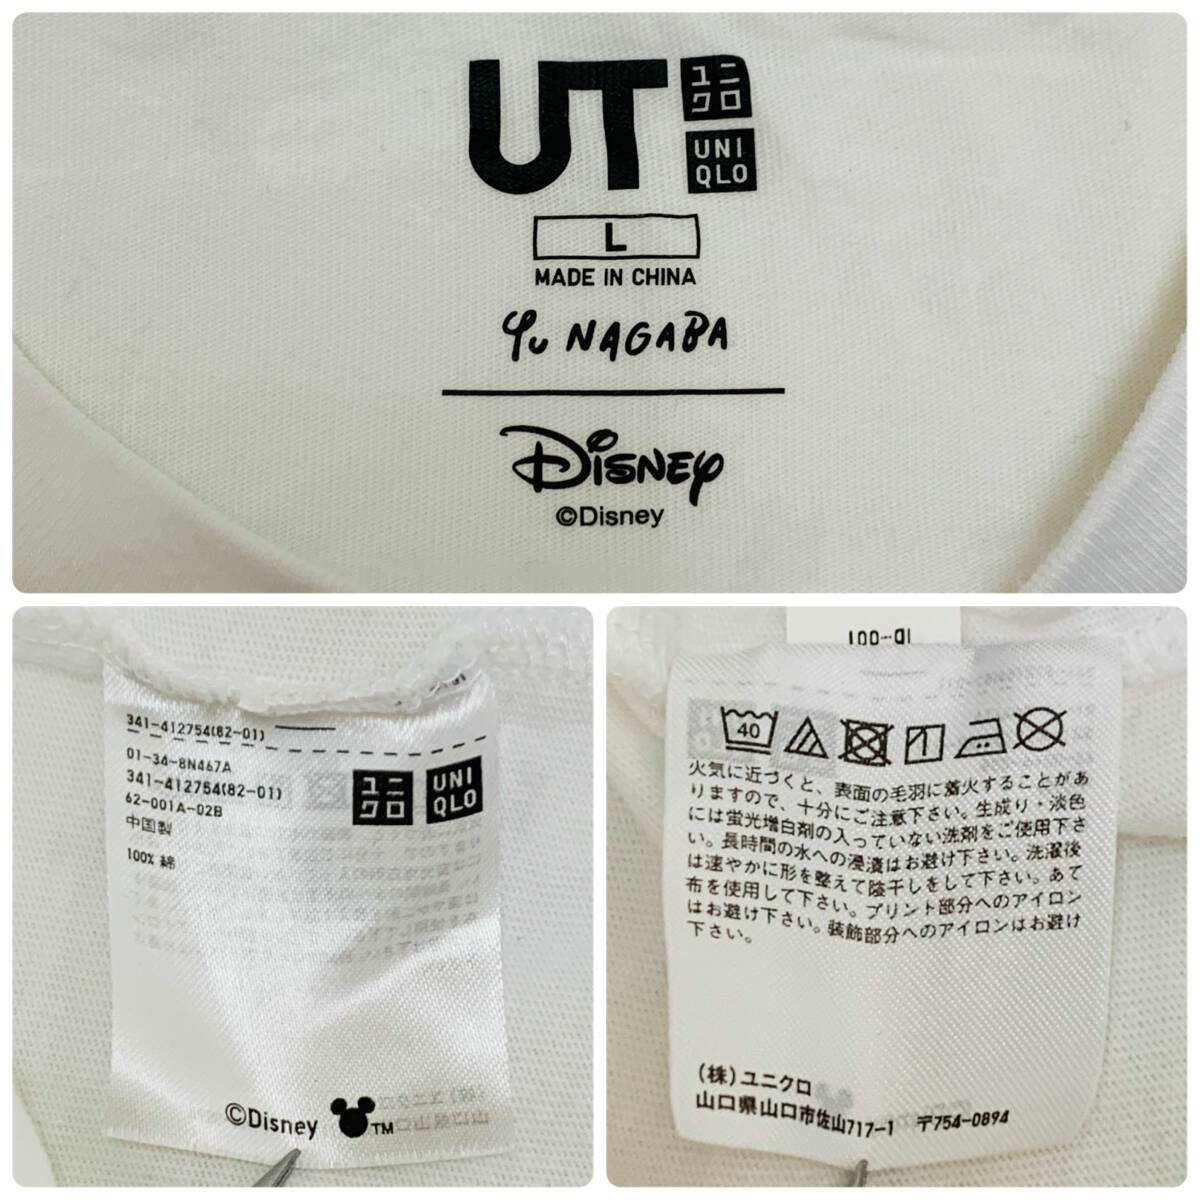 UT
ユニ
クロ
UNI
QLO
L
MADE IN CHINA
Yu NAGABA
Disney
©Disney
341-412754(82-01)
01-34-8N467A
341-412754(82-01)
62-001A-02B
中国製
100% 綿
ユニ
クロ
UNI
QLO
©Disney
TM
ID-001
40
火気に近づくと、表面の毛羽に着火することがあ
りますので、十分にご注意下さい。生成り・淡色
には蛍光増白剤の入っていない洗剤をご使用下さ
い。長時間の水への浸漬はお避け下さい。洗濯後
は速やかに形を整えて陰干しをして下さい。あて
布を使用して下さい。プリント部分へのアイロン
はお避け下さい。装飾部分へのアイロンはお避け
下さい。
(株)ユニクロ
山口県山口市佐山717-1 〒754-0894